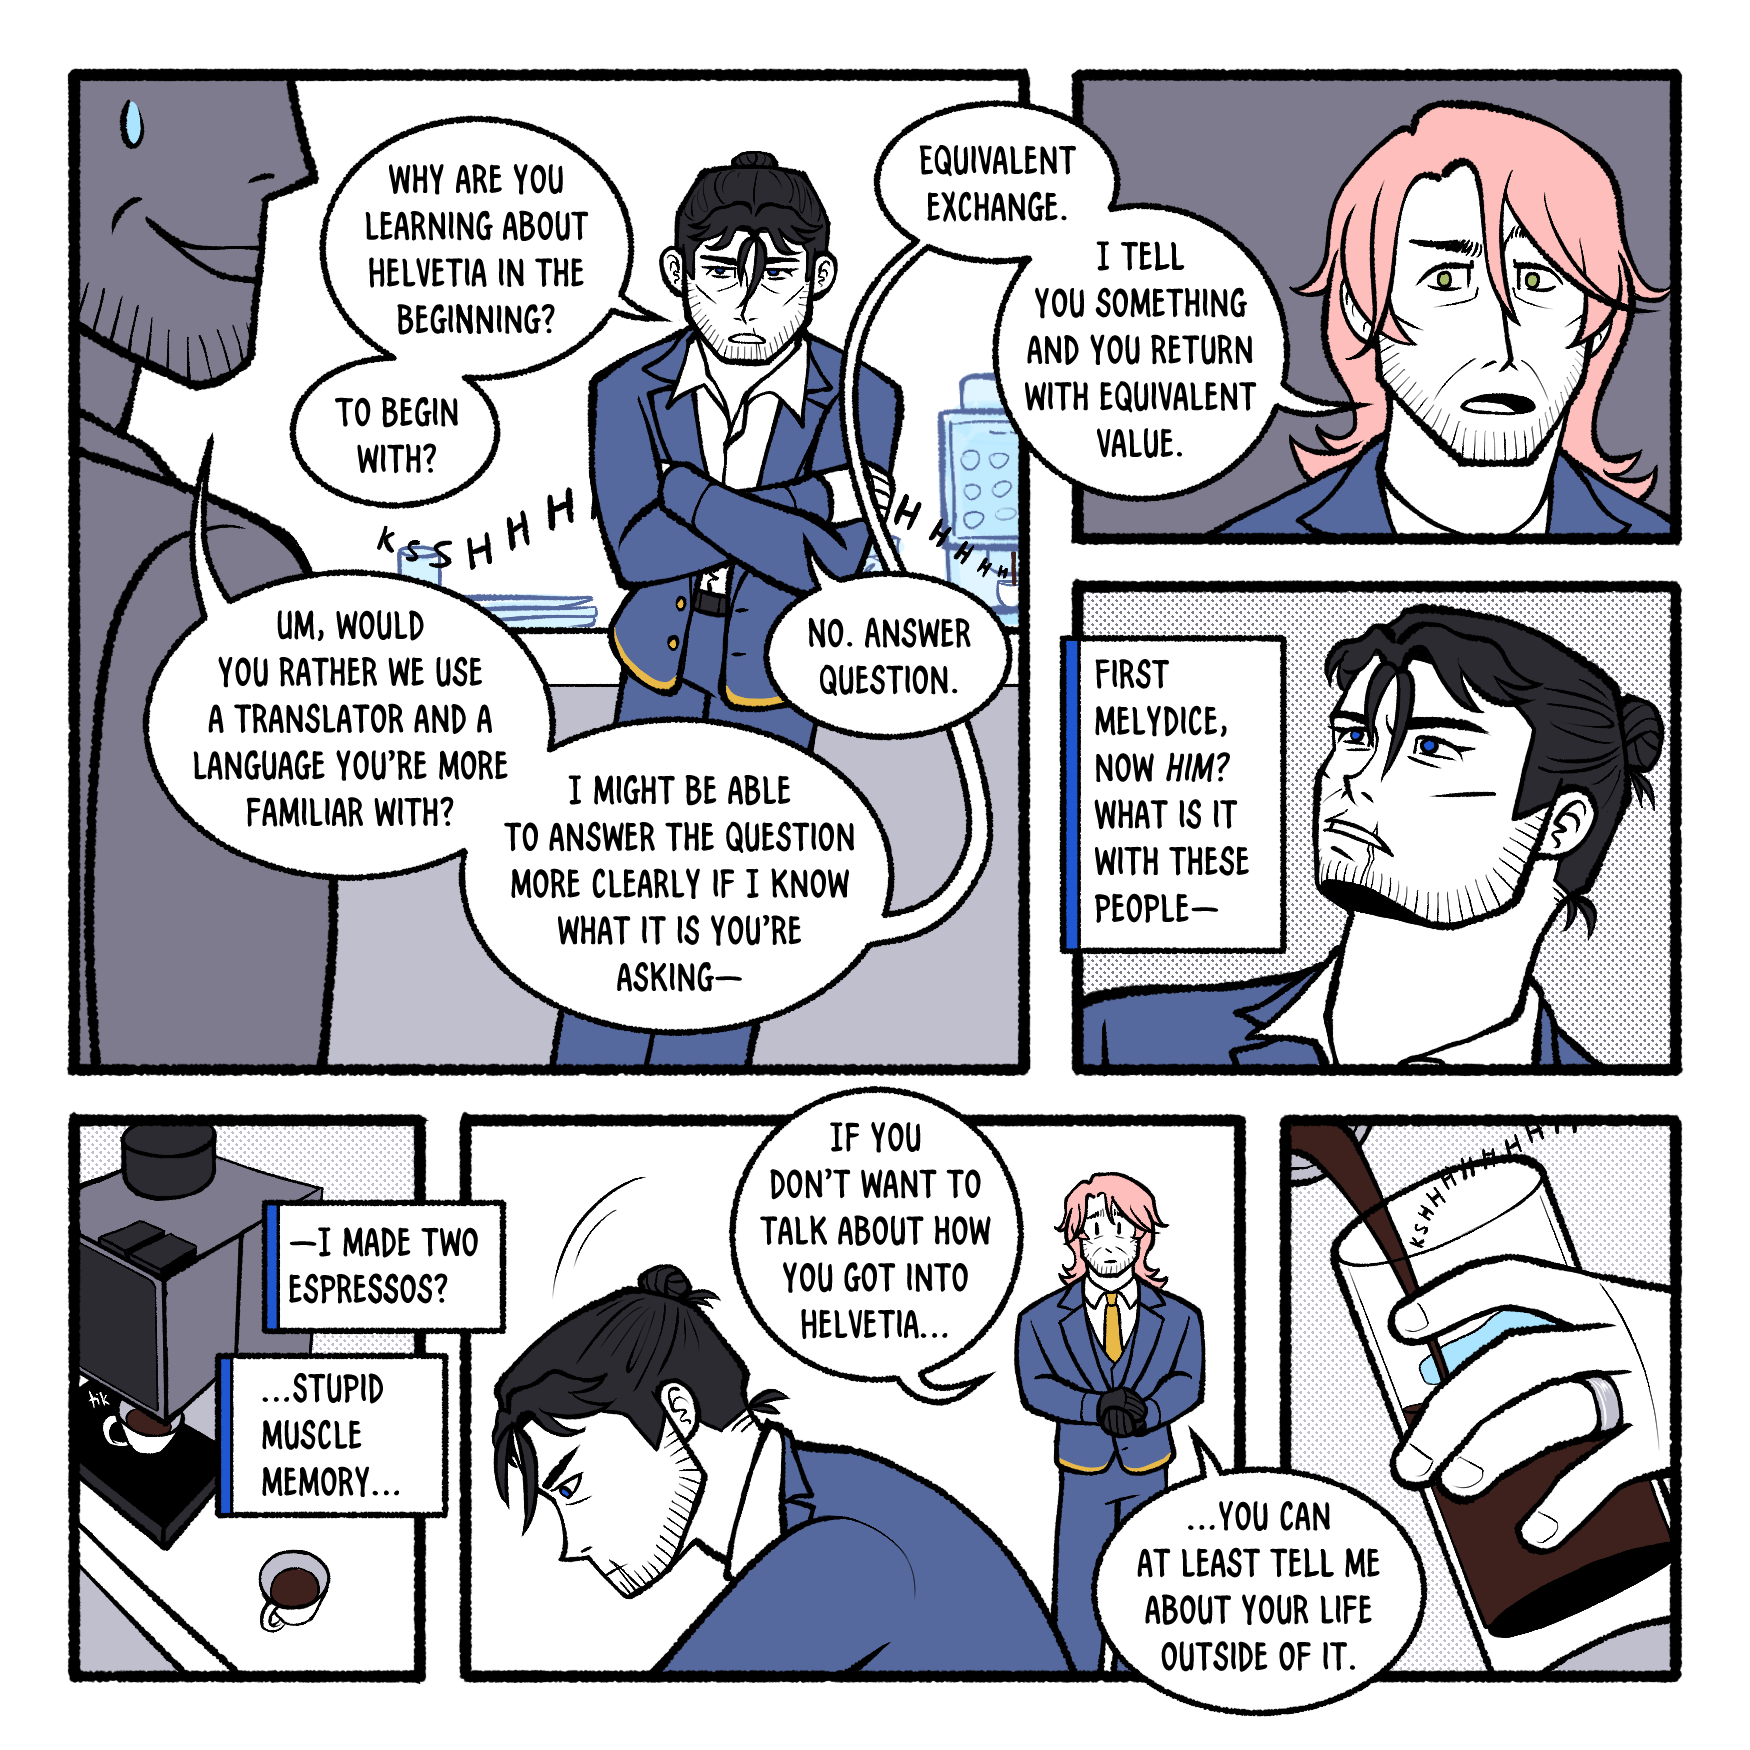 WHY ARE YOU
LEARNING ABOUT
HELVETIA IN THE
BEGINNING?
TO BEGIN
WITH?
KSSHHHH
HHHHHH
UM, WOULD
YOU RATHER WE USE
A TRANSLATOR AND A
LANGUAGE YOU'RE MORE
FAMILIAR WITH?
I MIGHT BE ABLE
TO ANSWER THE QUESTION
MORE CLEARLY IF I KNOW
WHAT IT IS YOU'RE
ASKING—
NO. ANSWER
QUESTION.
EQUIVALENT
EXCHANGE.
I TELL
YOU SOMETHING
AND YOU RETURN
WITH EQUIVALENT
VALUE.
FIRST
MELYDICE,
NOW HIM?
WHAT IS IT
WITH THESE
PEOPLE—
—I MADE TWO
ESPRESSOS?
...STUPID
MUSCLE
MEMORY...
hk
IF YOU
DON'T WANT TO
TALK ABOUT HOW
YOU GOT INTO
HELVETIA...
...YOU CAN
AT LEAST TELL ME
ABOUT YOUR LIFE
OUTSIDE OF IT.
KSHHHHHHHH